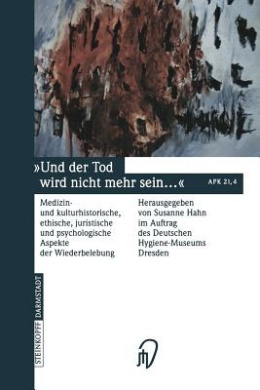 »Und der Tod
wird nicht mehr sein...«
APK 21,4
Medizin-
und kulturhistorische,
ethische, juristische
und psychologische
Aspekte
der Wiederbelebung
Herausgegeben
von Susanne Hahn
im Auftrag
des Deutschen
Hygiene-Museums
Dresden
STEINKOPFF DARMSTADT